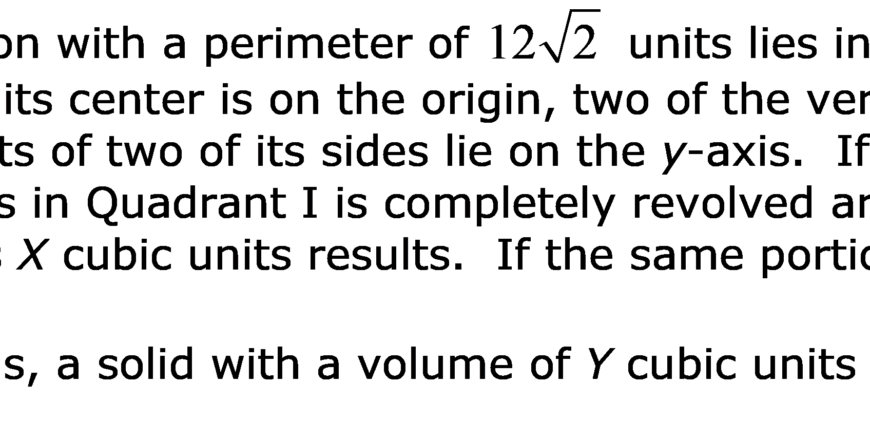 on with a perimeter of 12√2 units lies in
its center is on the origin, two of the ver
ts of two of its sides lie on the y-axis. If
s in Quadrant I is completely revolved ar
X cubic units results. If the same portio
s, a solid with a volume of Y cubic units